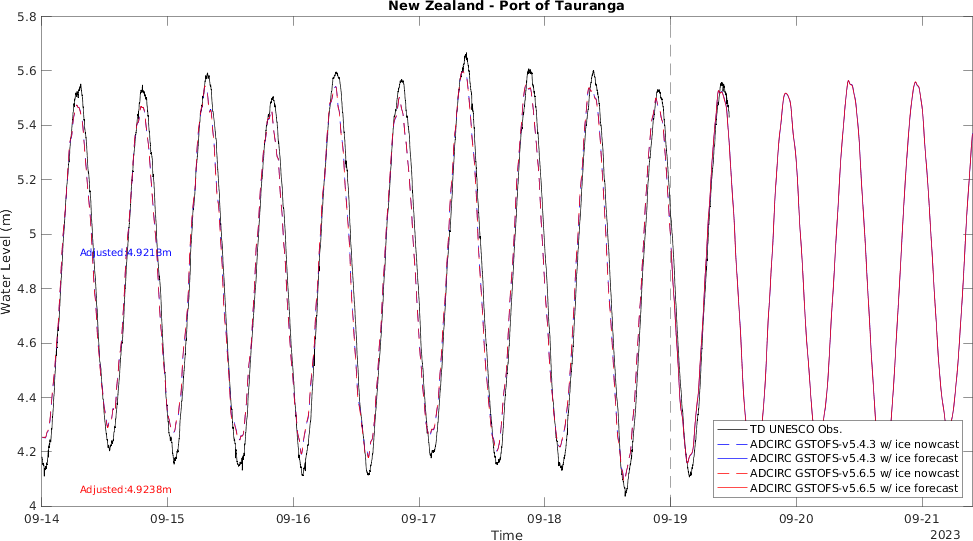 New Zealand - Port of Tauranga
5.8
5.6
5.4
5.2
5
4.8
4.6
4.4
4.2
4
Water Level (m)
Adjusted:4.9218m
Adjusted:4.9238m
TD UNESCO Obs.
ADCIRC GSTOFS-v5.4.3 w/ ice nowcast
ADCIRC GSTOFS-v5.4.3 w/ ice forecast
ADCIRC GSTOFS-v5.6.5 w/ ice nowcast
ADCIRC GSTOFS-v5.6.5 w/ ice forecast
09-14 09-15 09-16 09-17 09-18 09-19 09-20 09-21
Time
2023